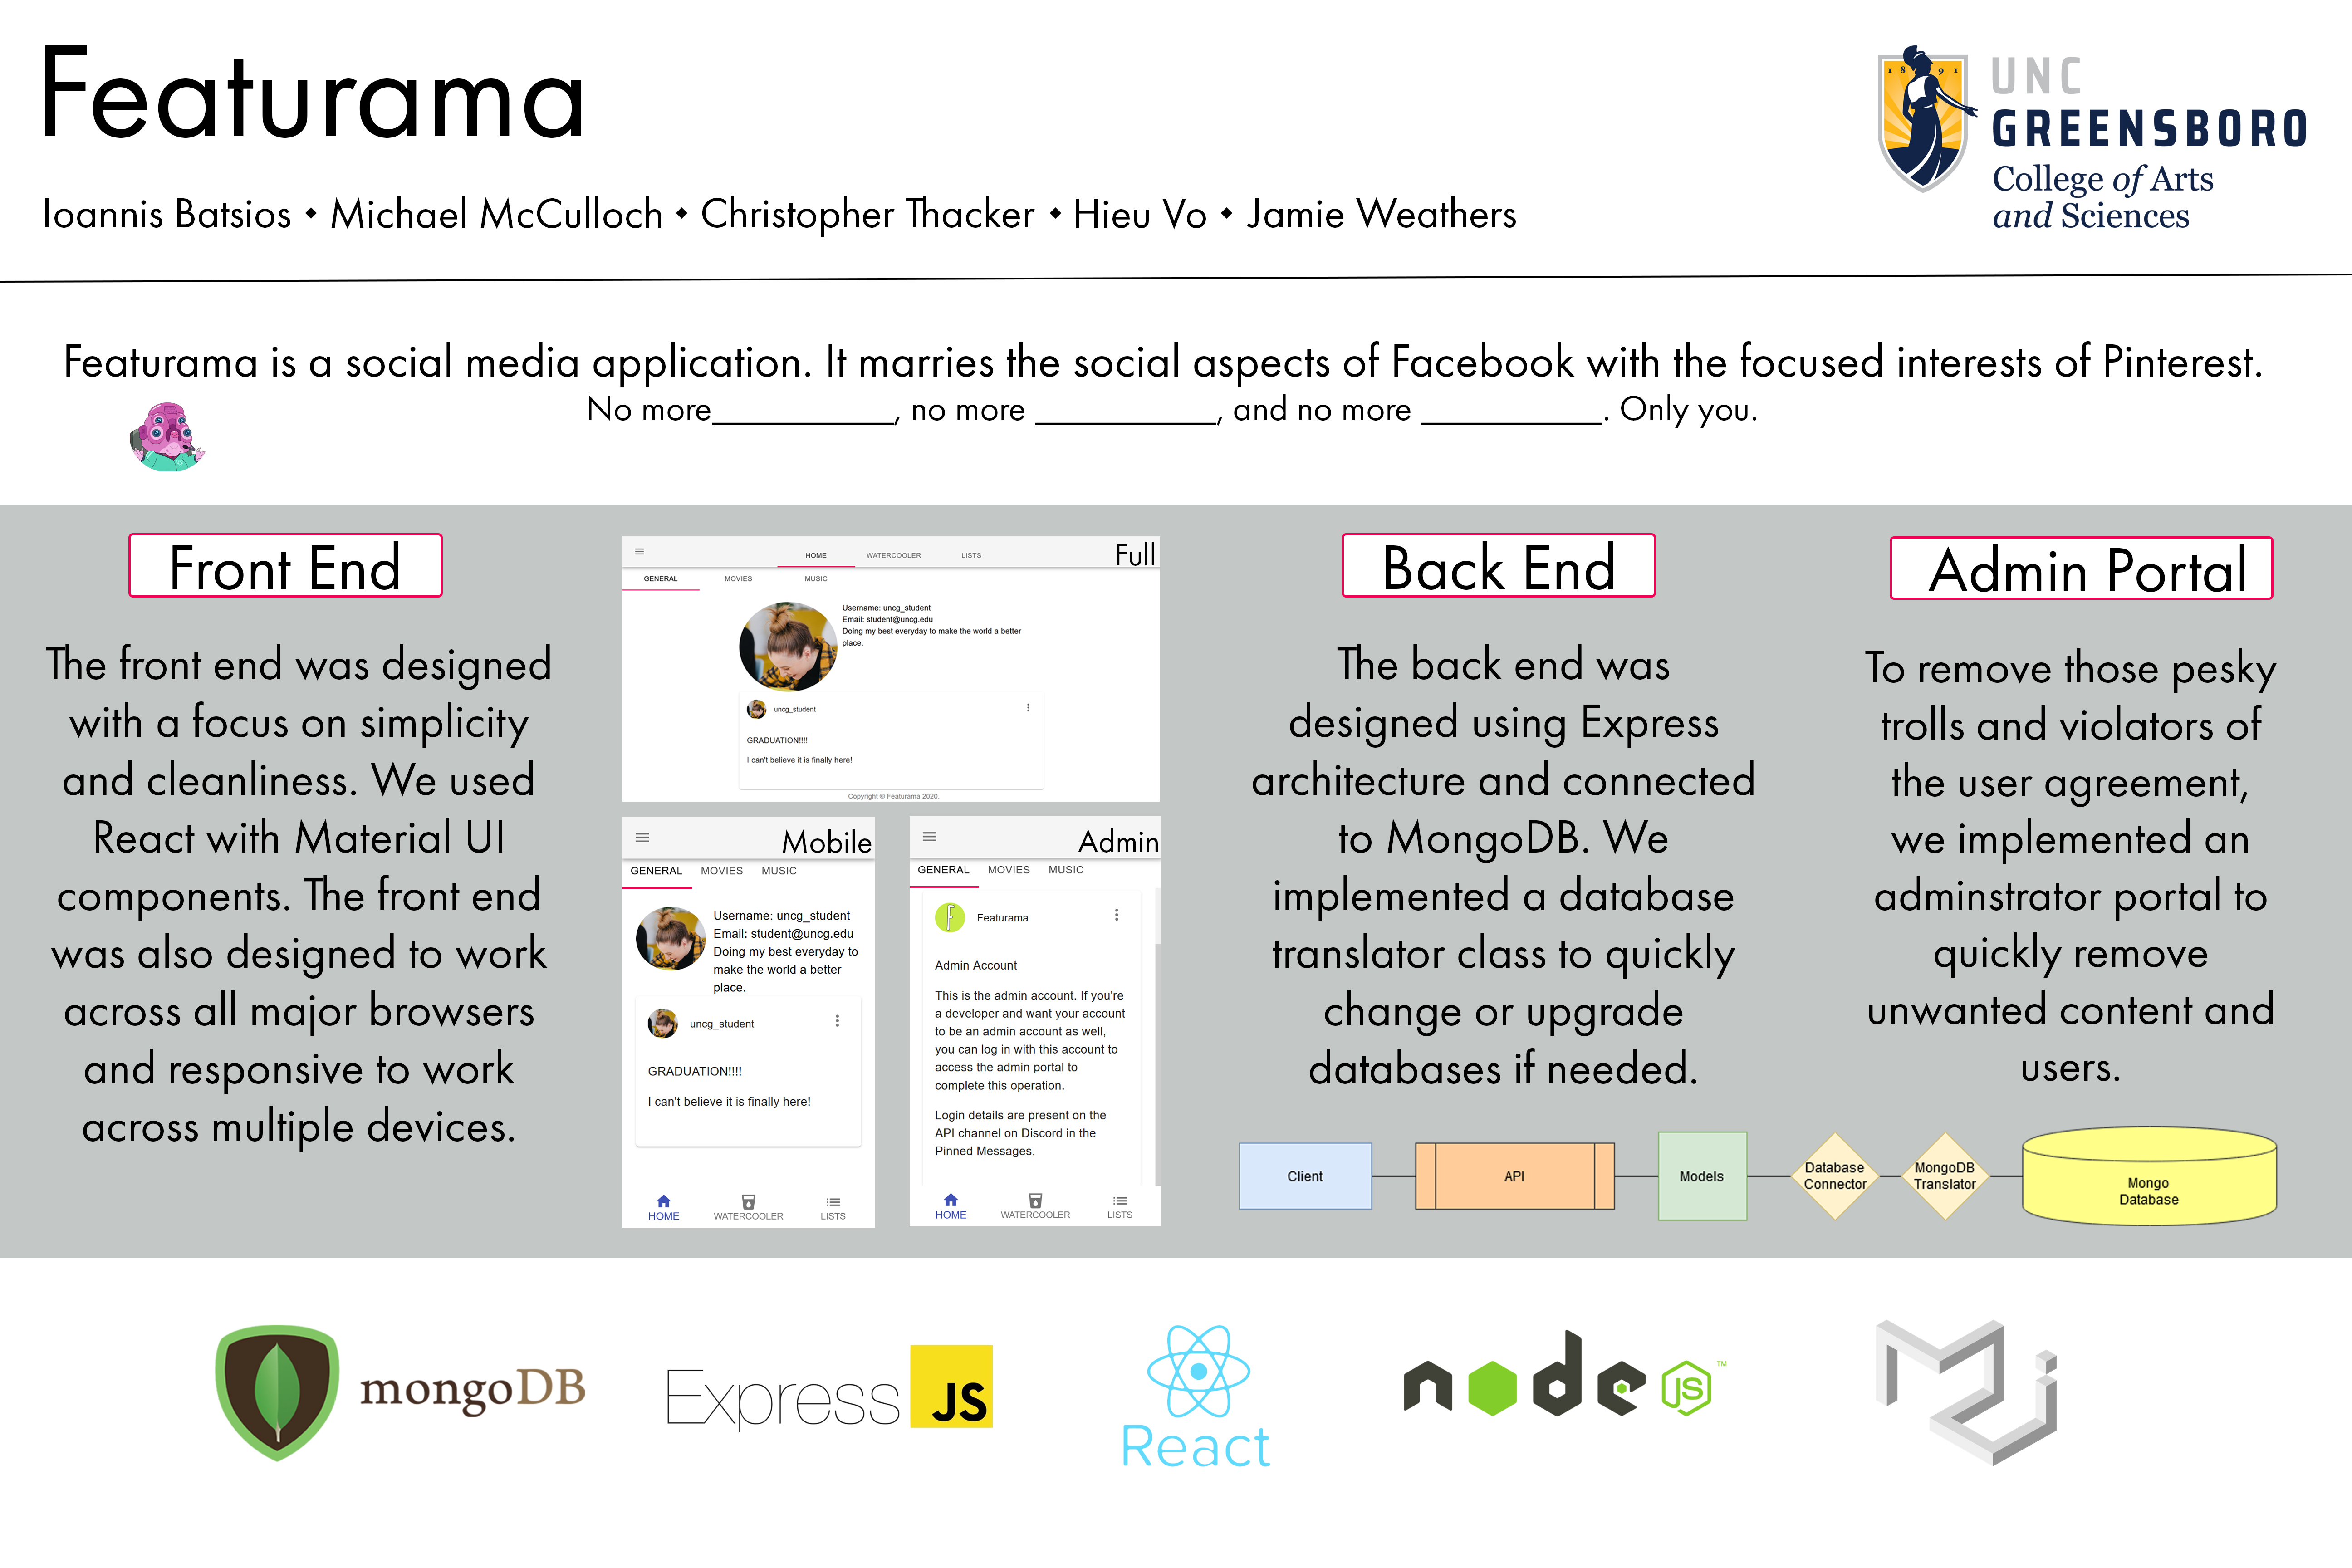 Featurama
Ioannis Batsios • Michael McCulloch • Christopher Thacker • Hieu Vo • Jamie Weathers
1891
UNC
GREENSBORO
College of Arts
and Sciences
Featurama is a social media application. It marries the social aspects of Facebook with the focused interests of Pinterest.
No more__________, no more __________, and no more __________. Only you.
Front End
The front end was designed
with a focus on simplicity
and cleanliness. We used
React with Material UI
components. The front end
was also designed to work
across all major browsers
and responsive to work
across multiple devices.
HOME WATERCOOLER LISTS Full
GENERAL MOVIES MUSIC
Username: uncg_student
Email: student@uncg.edu
Doing my best everyday to make the world a better
place.
uncg_student
GRADUATION!!!!
I can't believe it is finally here!
Copyright © Featurama 2020.
Mobile
GENERAL MOVIES MUSIC
Username: uncg_student
Email: student@uncg.edu
Doing my best everyday to
make the world a better
place.
uncg_student
GRADUATION!!!!
I can't believe it is finally here!
HOME WATERCOOLER LISTS
Admin
GENERAL MOVIES MUSIC
F Featurama
Admin Account
This is the admin account. If you're
a developer and want your account
to be an admin account as well,
you can log in with this account to
access the admin portal to
complete this operation.
Login details are present on the
API channel on Discord in the
Pinned Messages.
HOME WATERCOOLER LISTS
Back End
The back end was
designed using Express
architecture and connected
to MongoDB. We
implemented a database
translator class to quickly
change or upgrade
databases if needed.
Admin Portal
To remove those pesky
trolls and violators of
the user agreement,
we implemented an
adminstrator portal to
quickly remove
unwanted content and
users.
Client
API
Models
Database
Connector
MongoDB
Translator
Mongo
Database
mongoDB
Express JS
React
node JS TM